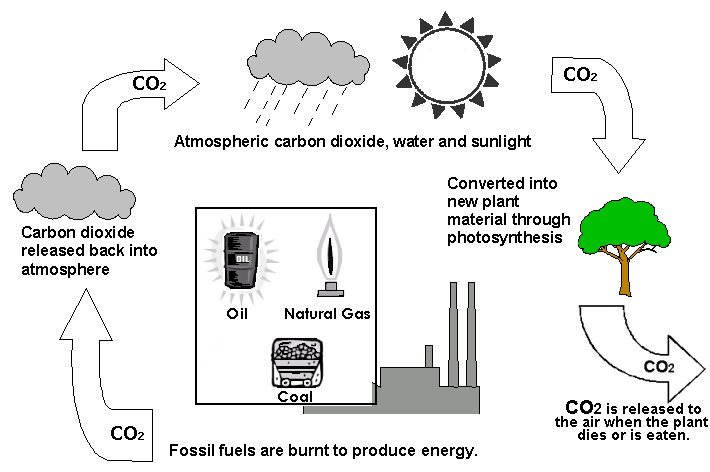 CO2
CO2
Atmospheric carbon dioxide, water and sunlight
Converted into
new plant
material through
photosynthesis
Carbon dioxide
released back into
atmosphere
OIL
Oil
Natural Gas
Coal
CO2
CO2 is released to
the air when the plant
dies or is eaten.
CO2
Fossil fuels are burnt to produce energy.